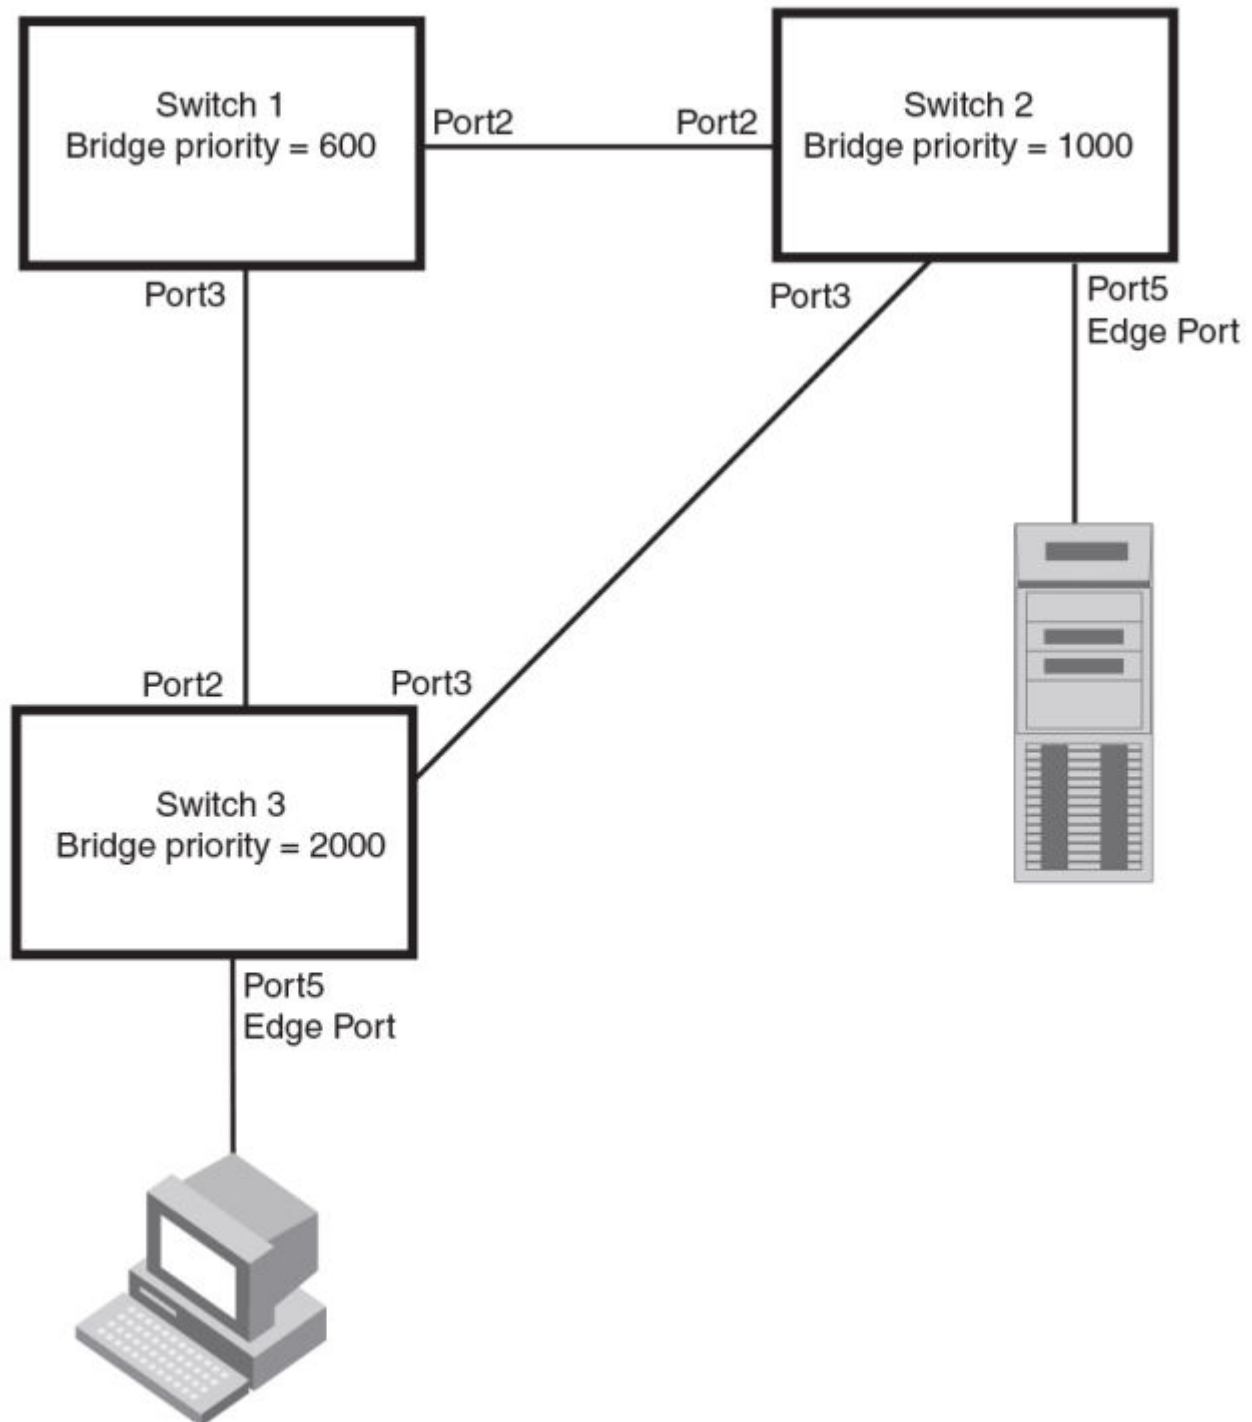 Switch 1
Bridge priority = 600
Port2
Port2
Switch 2
Bridge priority = 1000
Port3
Port3
Port5
Edge Port
Port2
Port3
Switch 3
Bridge priority = 2000
Port5
Edge Port